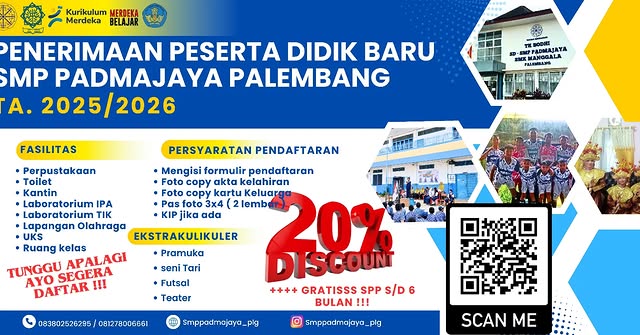 Kurikulum
Merdeka
MERDEKA
BELAJAR
PENERIMAAN PESERTA DIDIK BARU
SMP PADMAJAYA PALEMBANG
TA. 2025/2026
TK BODHI
SD - SMP PADMAJAYA
SMK MANGGALA
PALEMBANG
FASILITAS
• Perpustakaan
• Toilet
• Kantin
• Laboratorium IPA
• Laboratorium TIK
• Lapangan Olahraga
• UKS
• Ruang kelas
TUNGGU APALAGI
AYO SEGERA
DAFTAR !!!
PERSYARATAN PENDAFTARAN
• Mengisi formulir pendaftaran
• Foto copy akta kelahiran
• Foto copy kartu Keluarga
• Pas foto 3x4 ( 2 lembar)
• KIP jika ada
EKSTRAKULIKULER
• Pramuka
• seni Tari
• Futsal
• Teater
20%
DISCOUNT
++++ GRATISSS SPP S/D 6
BULAN !!!
SCAN ME
083802526295 / 081278006661
Smppadmajaya_plg
Smppadmajaya_plg